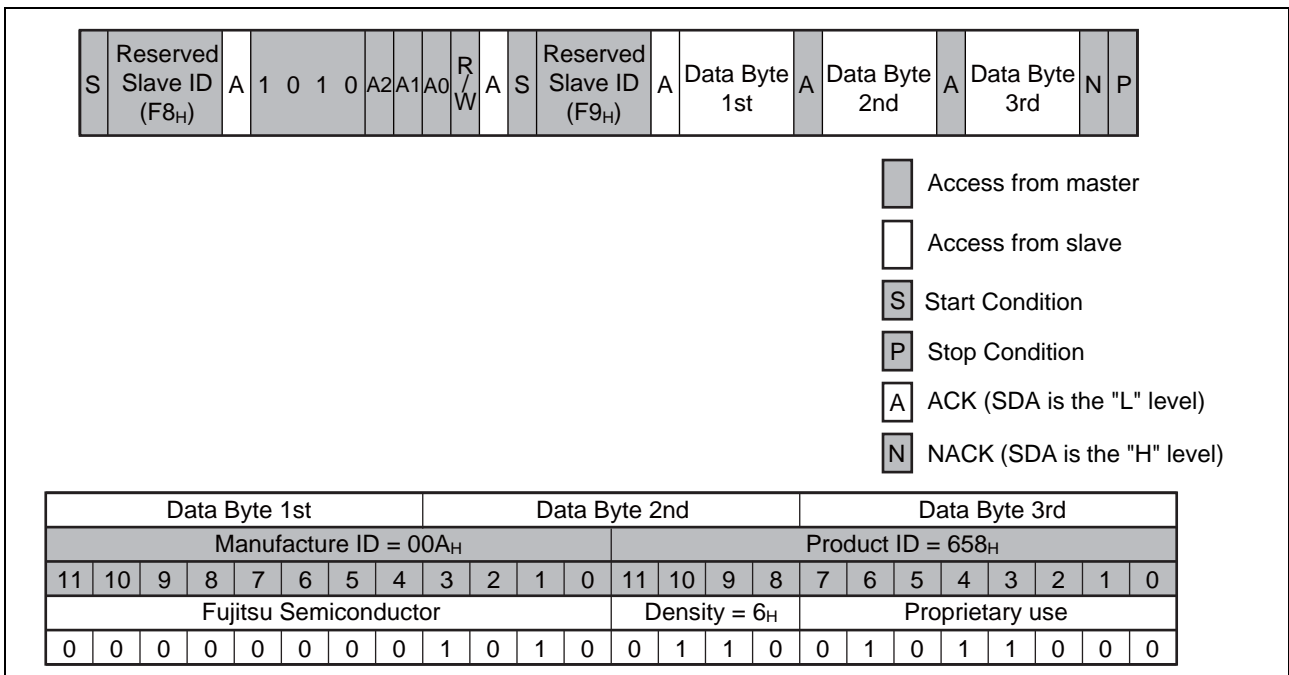 S Reserved Slave ID (F8H) A 1 0 1 0 A2 A1 A0 R/W A S Reserved Slave ID (F9H) A Data Byte 1st A Data Byte 2nd A Data Byte 3rd N P
Access from master
Access from slave
S Start Condition
P Stop Condition
A ACK (SDA is the "L" level)
N NACK (SDA is the "H" level)
Data Byte 1st Data Byte 2nd Data Byte 3rd
Manufacture ID = 00AH Product ID = 658H
11 10 9 8 7 6 5 4 3 2 1 0 11 10 9 8 7 6 5 4 3 2 1 0
Fujitsu Semiconductor Density = 6H Proprietary use
0 0 0 0 0 0 0 0 1 0 1 0 0 1 1 0 0 1 0 1 1 0 0 0